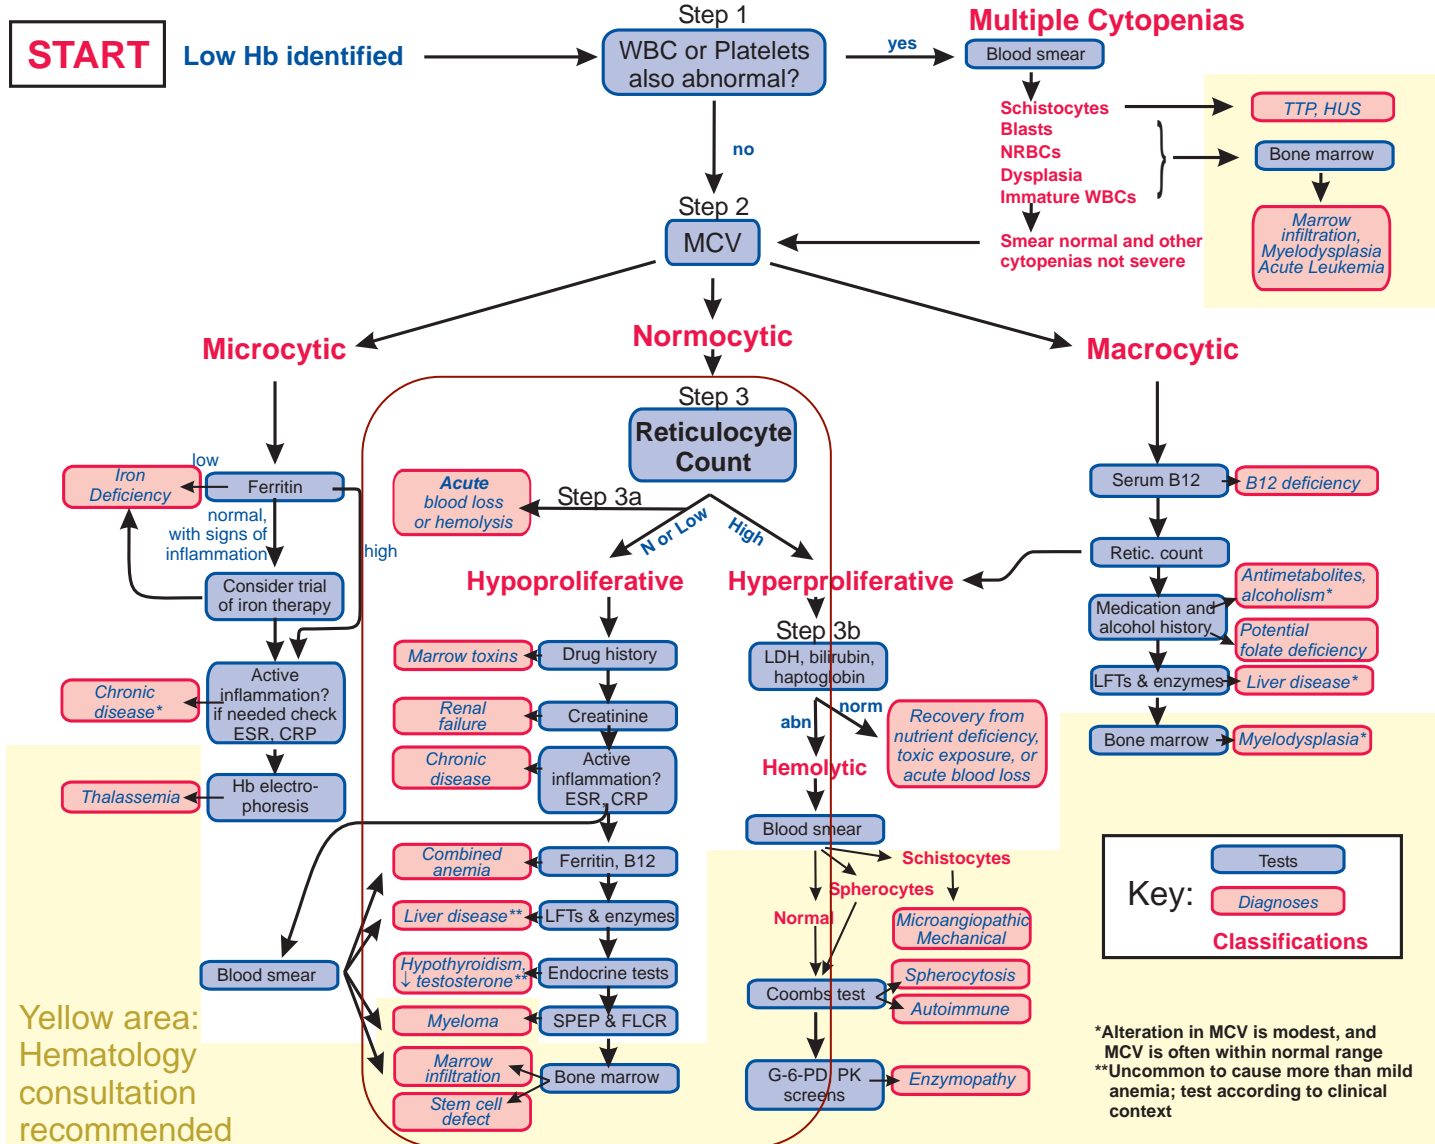 START
Low Hb identified
Step 1
WBC or Platelets
also abnormal?
yes
Multiple Cytopenias
Blood smear
Schistocytes
Blasts
NRBCs
Dysplasia
Immature WBCs
TTP, HUS
Bone marrow
Marrow
infiltration,
Myelodysplasia
Acute Leukemia
Smear normal and other
cytopenias not severe
no
Step 2
MCV
Microcytic
Normocytic
Macrocytic
low
Iron
Deficiency
Ferritin
normal,
with signs of
inflammation
high
Consider trial
of iron therapy
Active
inflammation?
if needed check
ESR, CRP
Chronic
disease*
Hb electro-
phoresis
Thalassemia
Step 3
Reticulocyte
Count
Step 3a
Acute
blood loss
or hemolysis
N or Low
High
Hypoproliferative
Hyperproliferative
Drug history
Marrow toxins
Creatinine
Renal
failure
Active
inflammation?
ESR, CRP
Chronic
disease
Ferritin, B12
Combined
anemia
LFTs & enzymes
Liver disease**
Endocrine tests
Hypothyroidism,
↓ testosterone**
SPEP & FLCR
Myeloma
Bone marrow
Marrow
infiltration
Stem cell
defect
Blood smear
Step 3b
LDH, bilirubin,
haptoglobin
abn
norm
Recovery from
nutrient deficiency,
toxic exposure, or
acute blood loss
Hemolytic
Blood smear
Schistocytes
Spherocytes
Normal
Microangiopathic
Mechanical
Coombs test
Spherocytosis
Autoimmune
G-6-PD, PK
screens
Enzymopathy
Serum B12
B12 deficiency
Retic. count
Medication and
alcohol history
Antimetabolites,
alcoholism*
Potential
folate deficiency
LFTs & enzymes
Liver disease*
Bone marrow
Myelodysplasia*
Key:
Tests
Diagnoses
Classifications
*Alteration in MCV is modest, and
MCV is often within normal range
**Uncommon to cause more than mild
anemia; test according to clinical
context
Yellow area:
Hematology
consultation
recommended